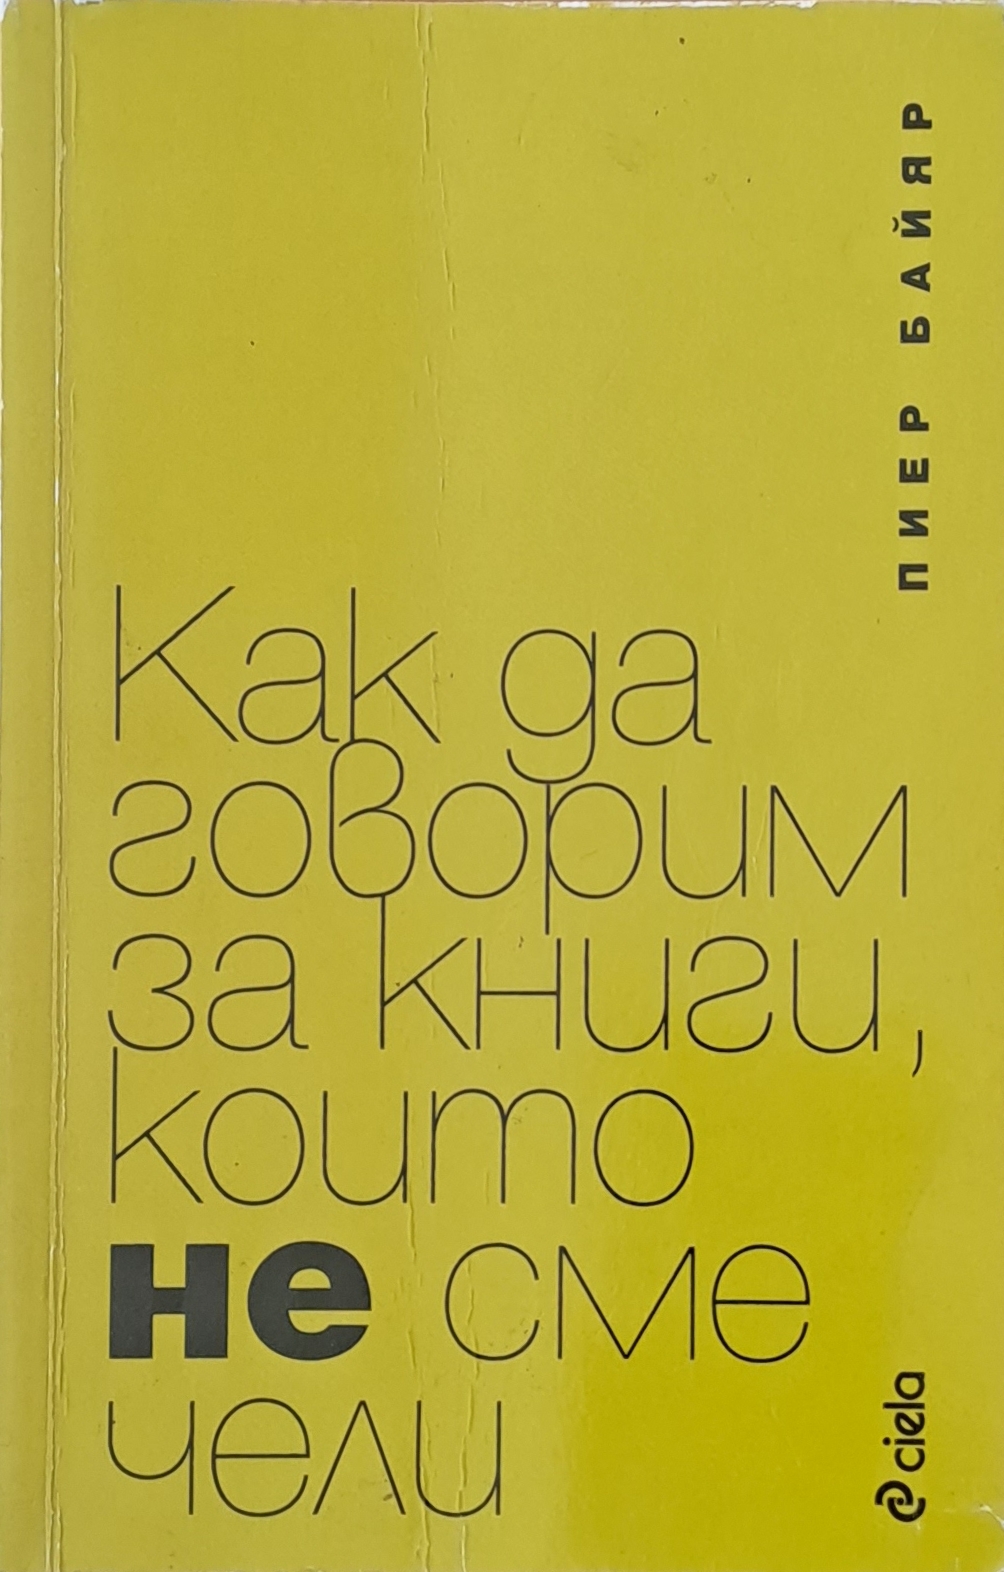 ПИЕР БАЙЯР
Как да
говорим
за книги,
които
не сме
чели
ciela